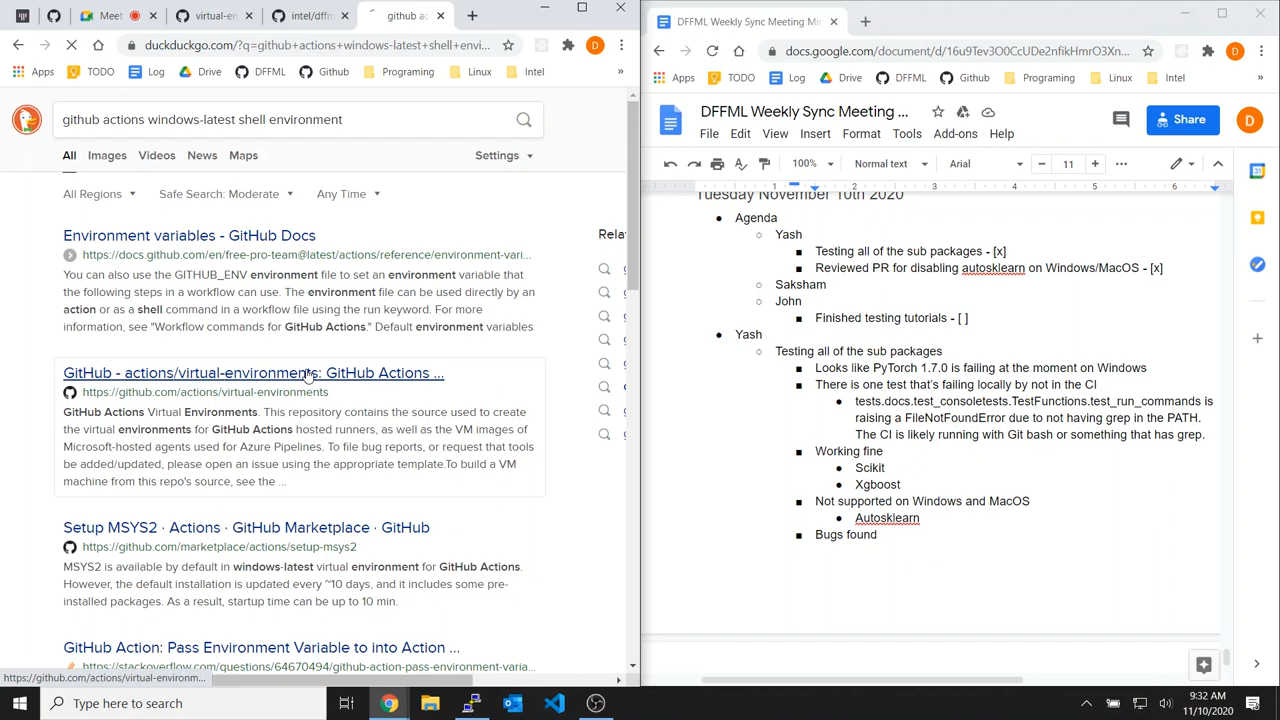 Meet
virtual-e
intel/dffm
github ac
duckduckgo.com/?q=github+actions+windows-latest+shell+envi...
D
Apps
TODO
Log
Drive
DFFML
Github
Programing
Linux
Intel
»
github actions windows-latest shell environment
All
Images
Videos
News
Maps
Settings
All Regions
Safe Search: Moderate
Any Time
Environment variables - GitHub Docs
https://docs.github.com/en/free-pro-team@latest/actions/reference/environment-vari...
You can also use the GITHUB_ENV environment file to set an environment variable that
the following steps in a workflow can use. The environment file can be used directly by an
action or as a shell command in a workflow file using the run keyword. For more
information, see "Workflow commands for GitHub Actions." Default environment variables
Rela
GitHub - actions/virtual-environments: GitHub Actions ...
https://github.com/actions/virtual-environments
GitHub Actions Virtual Environments. This repository contains the source used to create
the virtual environments for GitHub Actions hosted runners, as well as the VM images of
Microsoft-hosted agents used for Azure Pipelines. To file bug reports, or request that tools
be added/updated, please open an issue using the appropriate template.To build a VM
machine from this repo's source, see the ...
Setup MSYS2 · Actions · GitHub Marketplace · GitHub
https://github.com/marketplace/actions/setup-msys2
MSYS2 is available by default in windows-latest virtual environment for GitHub Actions.
However, the default installation is updated every ~10 days, and it includes some pre-
installed packages. As a result, startup time can be up to 10 min.
GitHub Action: Pass Environment Variable to into Action ...
https://stackoverflow.com/questions/64670494/github-action-pass-environment-varia...
https://github.com/actions/virtual-environm...
DFFML Weekly Sync Meeting Mi
docs.google.com/document/d/16u9Tev3O0CcUDe2nfikHmrO3Xn...
D
Apps
TODO
Log
Drive
DFFML
Github
Programing
Linux
Intel
»
DFFML Weekly Sync Meeting ...
File
Edit
View
Insert
Format
Tools
Add-ons
Help
Share
D
100%
Normal text
Arial
11
1
2
3
4
5
6
Tuesday November 10th 2020
Agenda
Yash
Testing all of the sub packages - [x]
Reviewed PR for disabling autosklearn on Windows/MacOS - [x]
Saksham
John
Finished testing tutorials - [ ]
Yash
Testing all of the sub packages
Looks like PyTorch 1.7.0 is failing at the moment on Windows
There is one test that's failing locally by not in the CI
tests.docs.test_consoletests.TestFunctions.test_run_commands is
raising a FileNotFoundError due to not having grep in the PATH.
The CI is likely running with Git bash or something that has grep.
Working fine
Scikit
Xgboost
Not supported on Windows and MacOS
Autosklearn
Bugs found
Type here to search
9:32 AM
11/10/2020